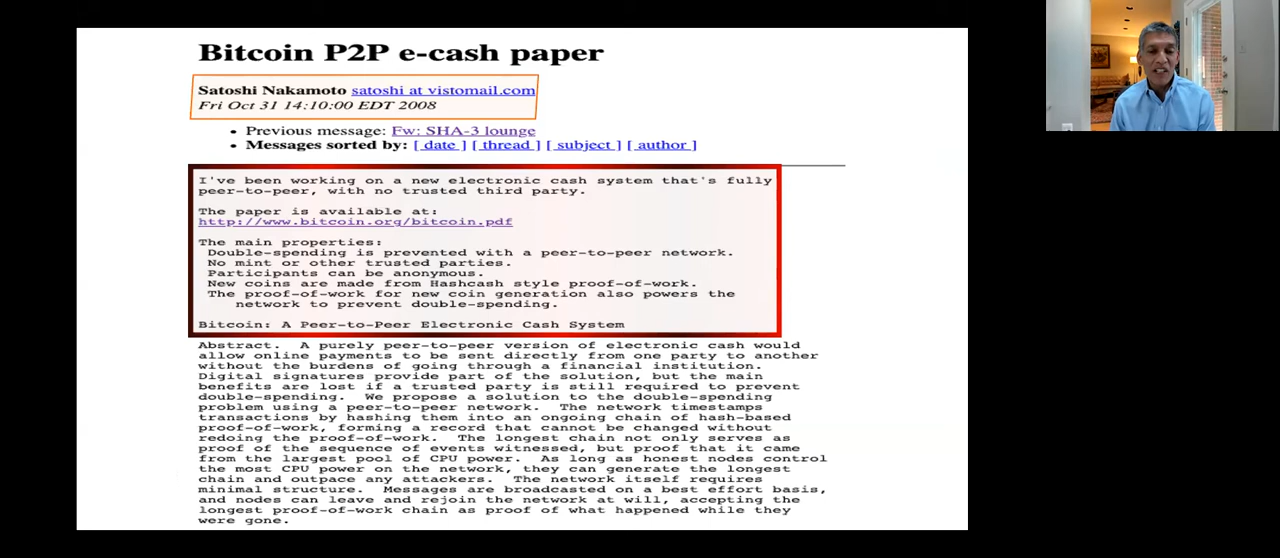 Bitcoin P2P e-cash paper
Satoshi Nakamoto satoshi at vistomail.com
Fri Oct 31 14:10:00 EDT 2008
• Previous message: Fw: SHA-3 lounge
• Messages sorted by: [ date ] [ thread ] [ subject ] [ author ]
I've been working on a new electronic cash system that's fully
peer-to-peer, with no trusted third party.
The paper is available at:
http://www.bitcoin.org/bitcoin.pdf
The main properties:
Double-spending is prevented with a peer-to-peer network.
No mint or other trusted parties.
Participants can be anonymous.
New coins are made from Hashcash style proof-of-work.
The proof-of-work for new coin generation also powers the
network to prevent double-spending.
Bitcoin: A Peer-to-Peer Electronic Cash System
Abstract. A purely peer-to-peer version of electronic cash would
allow online payments to be sent directly from one party to another
without the burdens of going through a financial institution.
Digital signatures provide part of the solution, but the main
benefits are lost if a trusted party is still required to prevent
double-spending. We propose a solution to the double-spending
problem using a peer-to-peer network. The network timestamps
transactions by hashing them into an ongoing chain of hash-based
proof-of-work, forming a record that cannot be changed without
redoing the proof-of-work. The longest chain not only serves as
proof of the sequence of events witnessed, but proof that it came
from the largest pool of CPU power. As long as honest nodes control
the most CPU power on the network, they can generate the longest
chain and outpace any attackers. The network itself requires
minimal structure. Messages are broadcasted on a best effort basis,
and nodes can leave and rejoin the network at will, accepting the
longest proof-of-work chain as proof of what happened while they
were gone.